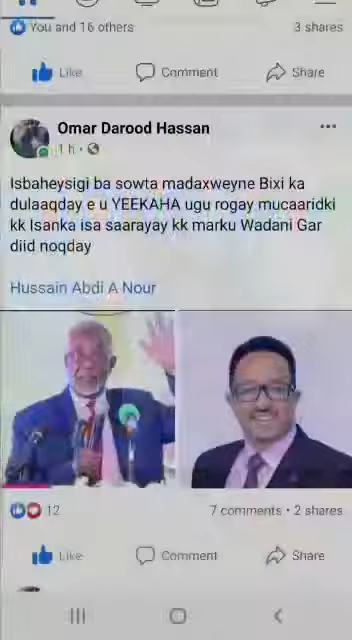 You and 16 others
3 shares
Like
Comment
Share
Omar Darood Hassan
1 h
Isbaheysigi ba sowta madaxweyne Bixi ka
dulaaqday e u YEEKAHA ugu rogay mucaaridki
kk Isanka isa saarayay kk marku Wadani Gar
diid noqday
Hussain Abdi A Nour
12
7 comments • 2 shares
Like
Comment
Share